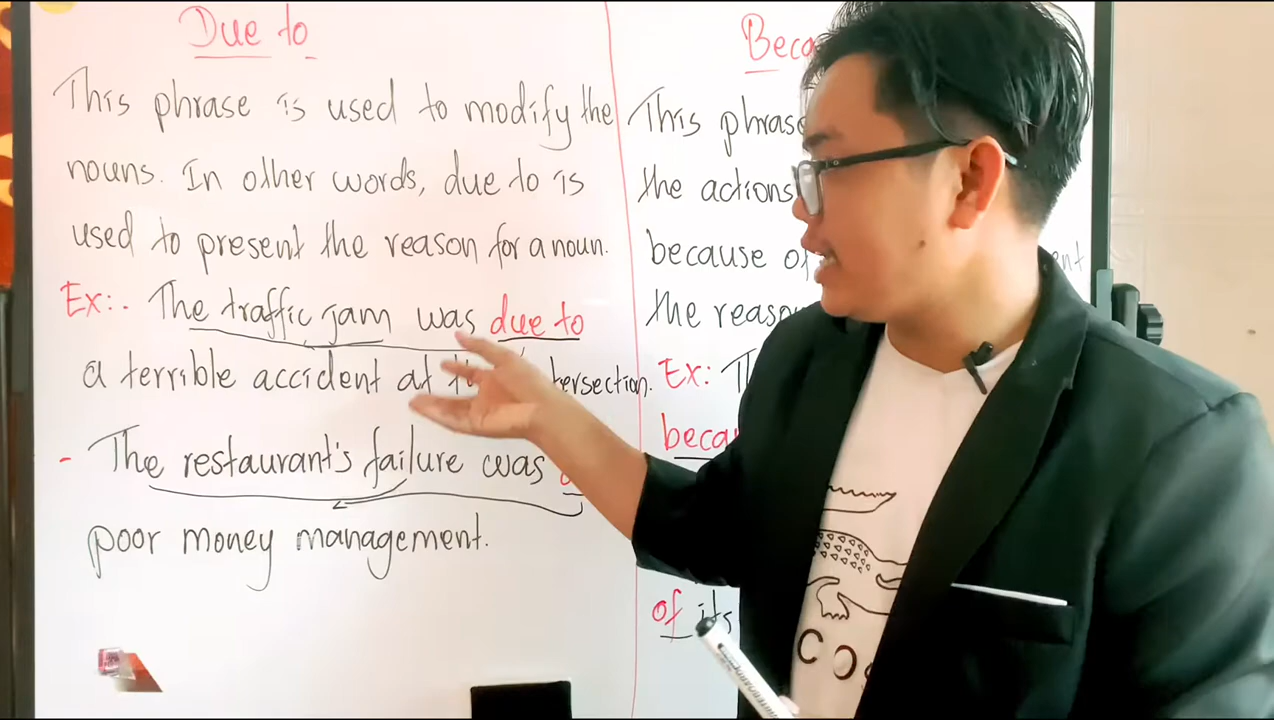 Due to
This phrase is used to modify the
nouns. In other words, due to is
used to present the reason for a noun.
Ex:. The traffic jam was due to
a terrible accident at
- The restaurant's failure was
poor money management.
This phrase
the actions
because of
the reason
Ex:
of its